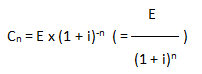 E
Cₙ = E x (1 + i)⁻ⁿ ( = ――― )
(1 + i)ⁿ